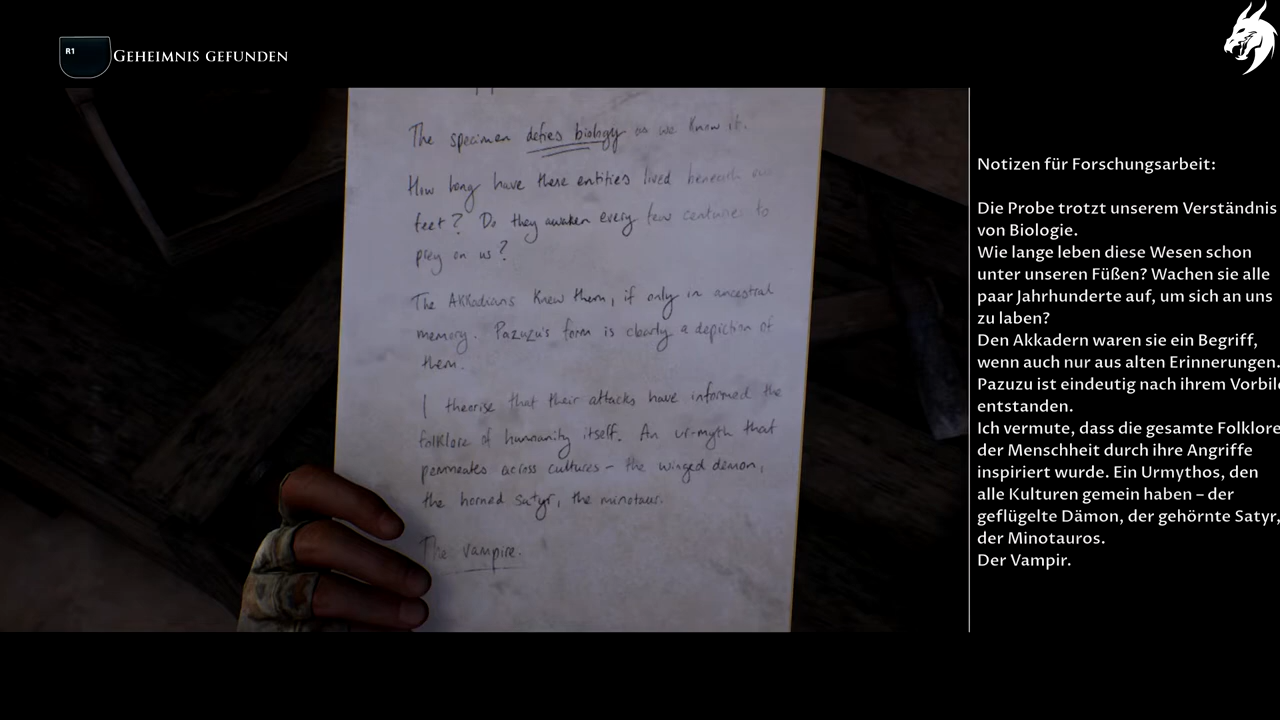 R1
GEHEIMNIS GEFUNDEN
The specimen defies biology as we know it.
How long have these entities lived beneath our
feet? Do they awaken every few centuries to
prey on us?
The Akkadians knew them, if only in ancestral
memory. Pazuzu's form is clearly a depiction of
them.
I theorise that their attacks have informed the
folklore of humanity itself. An ur-myth that
permeates across cultures – the winged demon,
the horned satyr, the minotaur.
The vampire.
Notizen für Forschungsarbeit:
Die Probe trotzt unserem Verständnis
von Biologie.
Wie lange leben diese Wesen schon
unter unseren Füßen? Wachen sie alle
paar Jahrhunderte auf, um sich an uns
zu laben?
Den Akkadern waren sie ein Begriff,
wenn auch nur aus alten Erinnerungen.
Pazuzu ist eindeutig nach ihrem Vorbil
entstanden.
Ich vermute, dass die gesamte Folklore
der Menschheit durch ihre Angriffe
inspiriert wurde. Ein Urmythos, den
alle Kulturen gemein haben – der
geflügelte Dämon, der gehörnte Satyr,
der Minotauros.
Der Vampir.